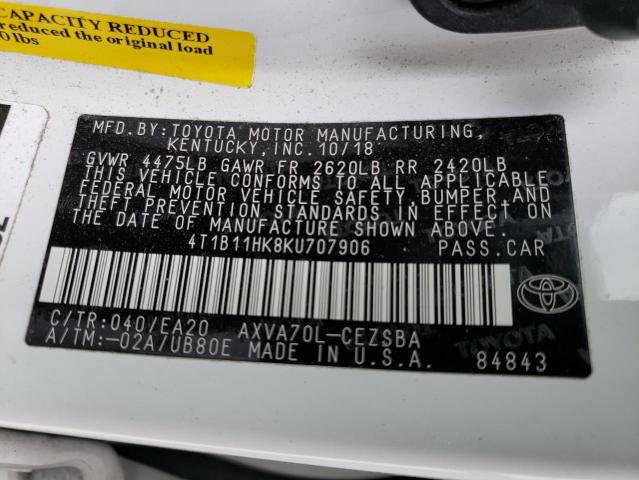 CAPACITY REDUCED
reduced the original load
0 lbs
MFD.BY:TOYOTA MOTOR MANUFACTURING,
KENTUCKY,INC.10/18
GVWR 4475LB GAWR FR 2620LB RR 2420LB
THIS VEHICLE CONFORMS TO ALL APPLICABLE
FEDERAL MOTOR VEHICLE SAFETY,BUMPER,AND
THEFT PREVENTION STANDARDS IN EFFECT ON
THE DATE OF MANUFACTURE SHOWN ABOVE.
4T1B11HK8KU707906 PASS.CAR
C/TR:040/EA20 AXVA70L-CEZSBA
A/TM:-02A/UB80E MADE IN U.S.A. 84843
TOYOTA